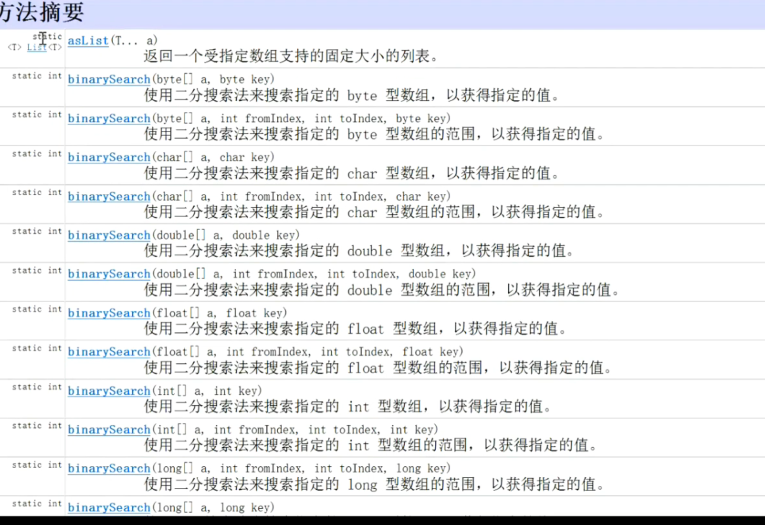 方法摘要
static
<T> List<T>
asList(T... a)
返回一个受指定数组支持的固定大小的列表。
static int binarySearch(byte[] a, byte key)
使用二分搜索法来搜索指定的 byte 型数组，以获得指定的值。
static int binarySearch(byte[] a, int fromIndex, int toIndex, byte key)
使用二分搜索法来搜索指定的 byte 型数组的范围，以获得指定的值。
static int binarySearch(char[] a, char key)
使用二分搜索法来搜索指定的 char 型数组，以获得指定的值。
static int binarySearch(char[] a, int fromIndex, int toIndex, char key)
使用二分搜索法来搜索指定的 char 型数组的范围，以获得指定的值。
static int binarySearch(double[] a, double key)
使用二分搜索法来搜索指定的 double 型数组，以获得指定的值。
static int binarySearch(double[] a, int fromIndex, int toIndex, double key)
使用二分搜索法来搜索指定的 double 型数组的范围，以获得指定的值。
static int binarySearch(float[] a, float key)
使用二分搜索法来搜索指定的 float 型数组，以获得指定的值。
static int binarySearch(float[] a, int fromIndex, int toIndex, float key)
使用二分搜索法来搜索指定的 float 型数组的范围，以获得指定的值。
static int binarySearch(int[] a, int key)
使用二分搜索法来搜索指定的 int 型数组，以获得指定的值。
static int binarySearch(int[] a, int fromIndex, int toIndex, int key)
使用二分搜索法来搜索指定的 int 型数组的范围，以获得指定的值。
static int binarySearch(long[] a, int fromIndex, int toIndex, long key)
使用二分搜索法来搜索指定的 long 型数组的范围，以获得指定的值。
static int binarySearch(long[] a, long key)